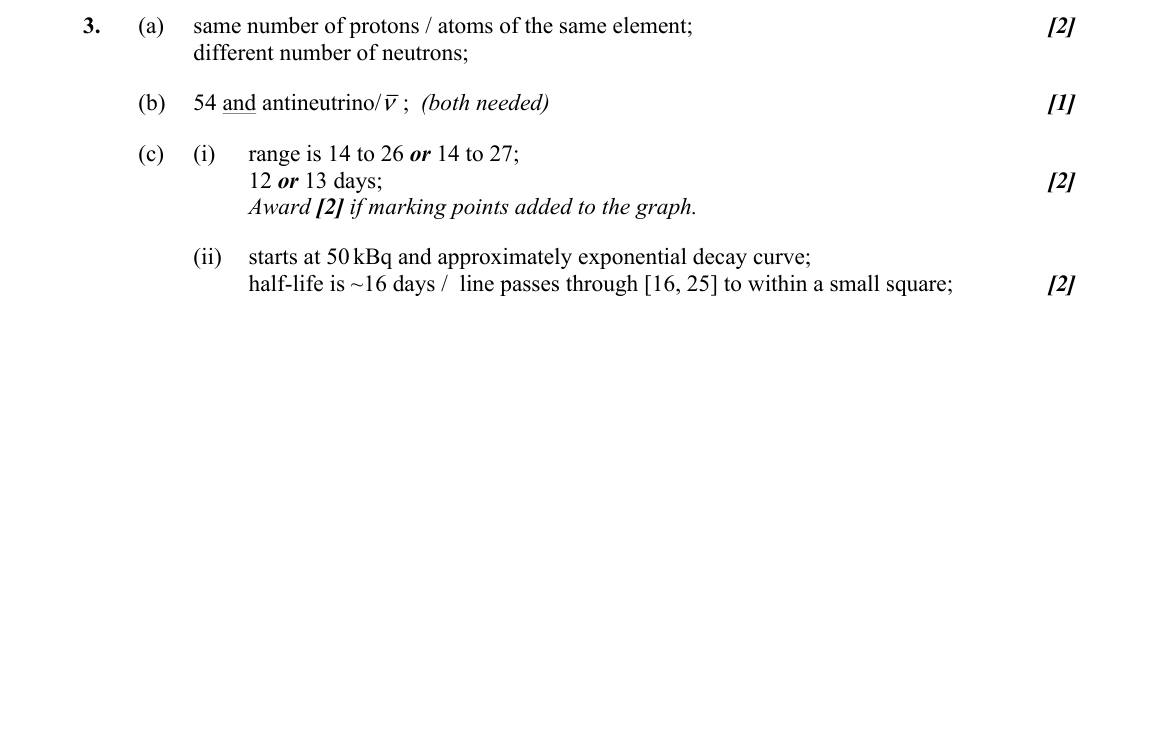 3. (a) same number of protons / atoms of the same element; [2]
different number of neutrons;
(b) 54 and antineutrino/ν̅ ; (both needed) [1]
(c) (i) range is 14 to 26 or 14 to 27;
12 or 13 days; [2]
Award [2] if marking points added to the graph.
(ii) starts at 50 kBq and approximately exponential decay curve;
half-life is ~16 days / line passes through [16, 25] to within a small square; [2]